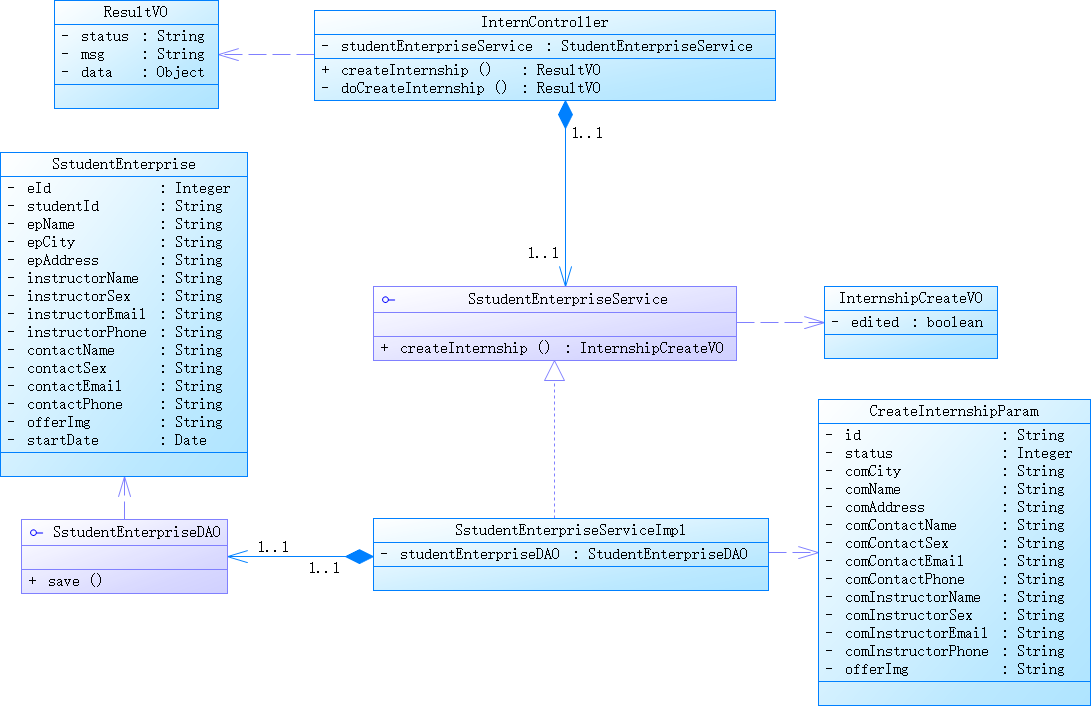 ResultVO
- status : String
- msg : String
- data : Object
InternController
- studentEnterpriseService : StudentEnterpriseService
+ createInternship () : ResultVO
- doCreateInternship () : ResultVO
1..1
1..1
SstudentEnterprise
- eId : Integer
- studentId : String
- epName : String
- epCity : String
- epAddress : String
- instructorName : String
- instructorSex : String
- instructorEmail : String
- instructorPhone : String
- contactName : String
- contactSex : String
- contactEmail : String
- contactPhone : String
- offerImg : String
- startDate : Date
SstudentEnterpriseService
+ createInternship () : InternshipCreateVO
InternshipCreateVO
- edited : boolean
CreateInternshipParam
- id : String
- status : Integer
- comCity : String
- comName : String
- comAddress : String
- comContactName : String
- comContactSex : String
- comContactEmail : String
- comContactPhone : String
- comInstructorName : String
- comInstructorSex : String
- comInstructorEmail : String
- comInstructorPhone : String
- offerImg : String
SstudentEnterpriseDAO
+ save ()
1..1
1..1
SstudentEnterpriseServiceImpl
- studentEnterpriseDAO : StudentEnterpriseDAO